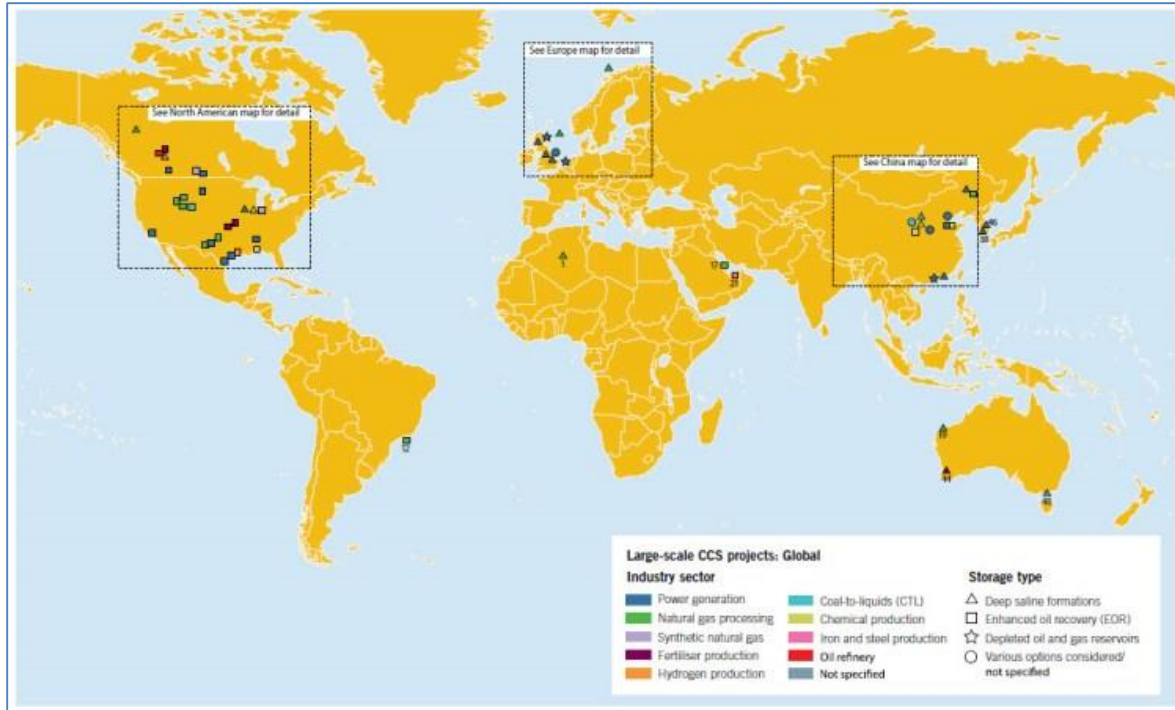 See Europe map for detail
See North American map for detail
See China map for detail
Large-scale CCS projects: Global
Industry sector
Storage type
Power generation
Coal-to-liquids (CTL)
Deep saline formations
Natural gas processing
Chemical production
Enhanced oil recovery (EOR)
Synthetic natural gas
Iron and steel production
Depleted oil and gas reservoirs
Fertiliser production
Oil refinery
Various options considered/
not specified
Hydrogen production
Not specified